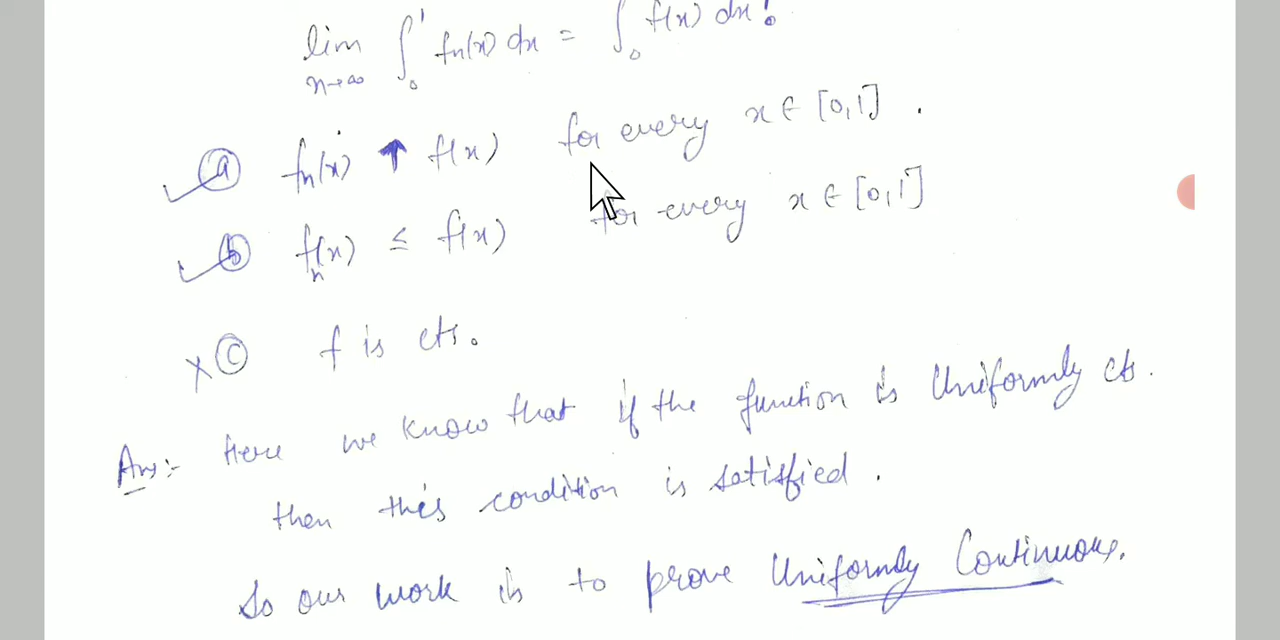 lim n→∞ ∫₀¹ fn(x) dx = ∫₀ f(x) dx?
✓ (a) fn(x) ↑ f(x) for every x ∈ [0,1] .
✓ (b) fn(x) ≤ f(x) for every x ∈ [0,1]
× (c) f is cts.
Ans:- Here we know that if the function is Uniformly cts.
then this condition is satisfied .
So our work is to prove Uniformly Continuous.